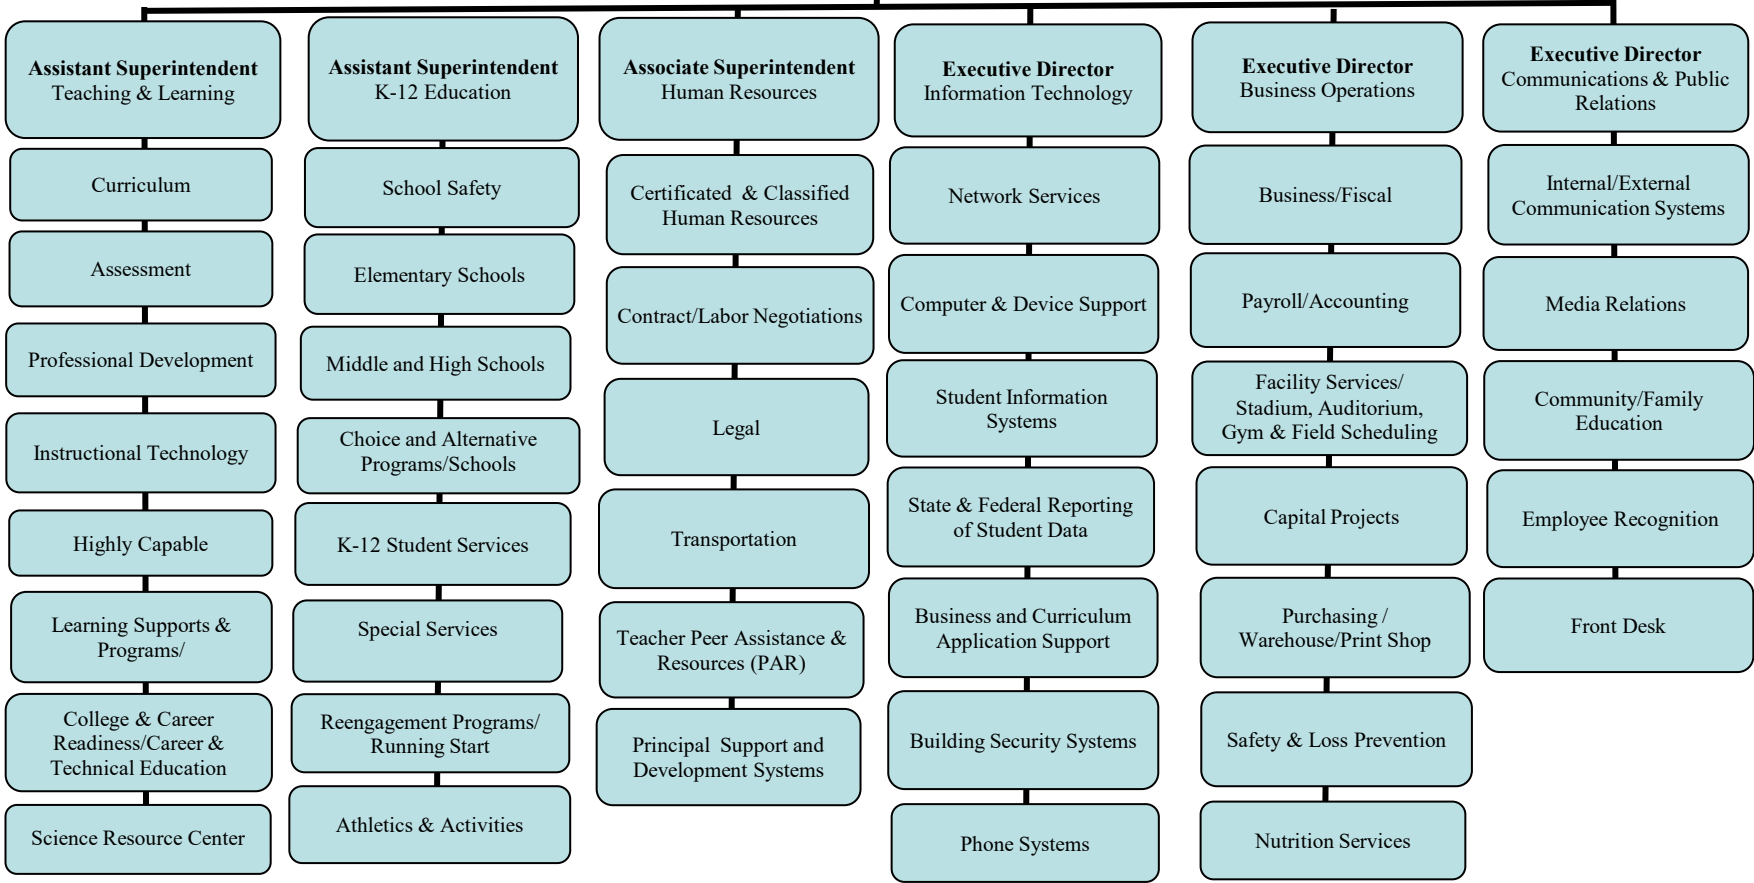 Assistant Superintendent
Teaching & Learning
Curriculum
Assessment
Professional Development
Instructional Technology
Highly Capable
Learning Supports &
Programs/
College & Career
Readiness/Career &
Technical Education
Science Resource Center
Assistant Superintendent
K-12 Education
School Safety
Elementary Schools
Middle and High Schools
Choice and Alternative
Programs/Schools
K-12 Student Services
Special Services
Reengagement Programs/
Running Start
Athletics & Activities
Associate Superintendent
Human Resources
Certificated & Classified
Human Resources
Contract/Labor Negotiations
Legal
Transportation
Teacher Peer Assistance &
Resources (PAR)
Principal Support and
Development Systems
Executive Director
Information Technology
Network Services
Computer & Device Support
Student Information
Systems
State & Federal Reporting
of Student Data
Business and Curriculum
Application Support
Building Security Systems
Phone Systems
Executive Director
Business Operations
Business/Fiscal
Payroll/Accounting
Facility Services/
Stadium, Auditorium,
Gym & Field Scheduling
Capital Projects
Purchasing /
Warehouse/Print Shop
Safety & Loss Prevention
Nutrition Services
Executive Director
Communications & Public
Relations
Internal/External
Communication Systems
Media Relations
Community/Family
Education
Employee Recognition
Front Desk